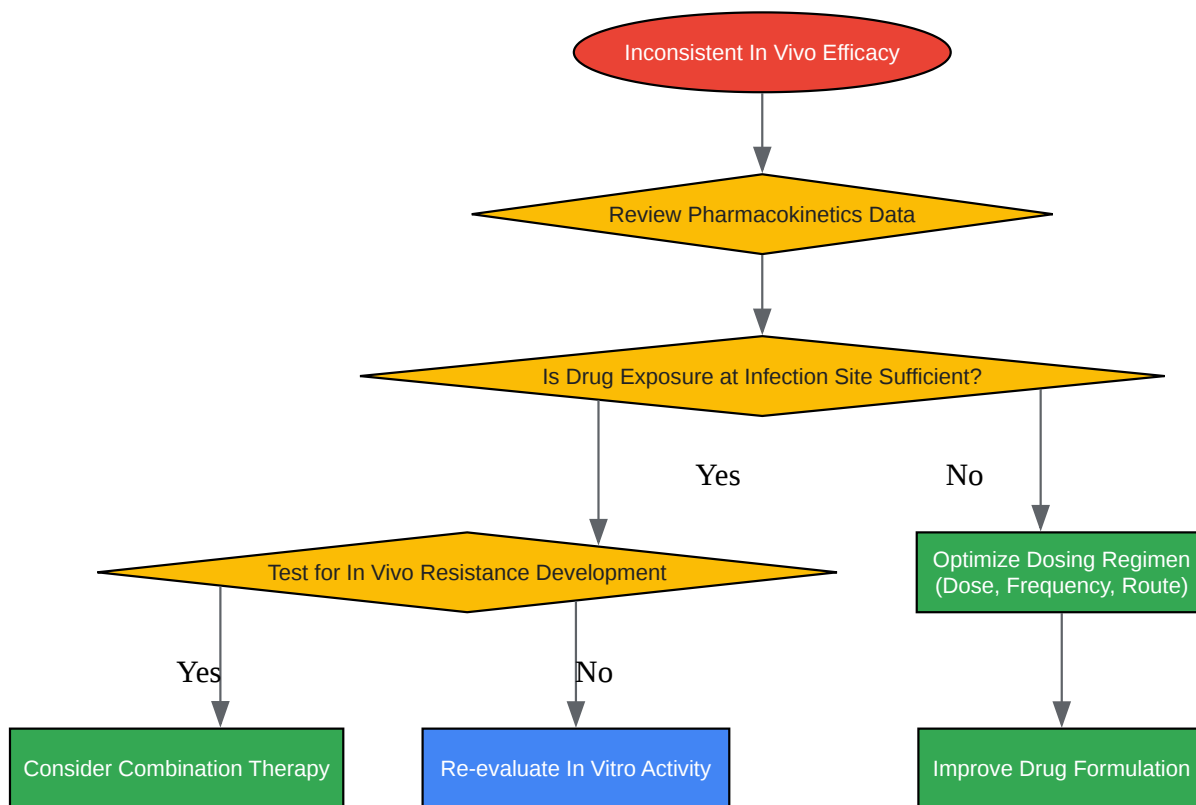 Inconsistent In Vivo Efficacy
Review Pharmacokinetics Data
Is Drug Exposure at Infection Site Sufficient?
Yes
No
Test for In Vivo Resistance Development
Optimize Dosing Regimen
(Dose, Frequency, Route)
Yes
No
Consider Combination Therapy
Re-evaluate In Vitro Activity
Improve Drug Formulation